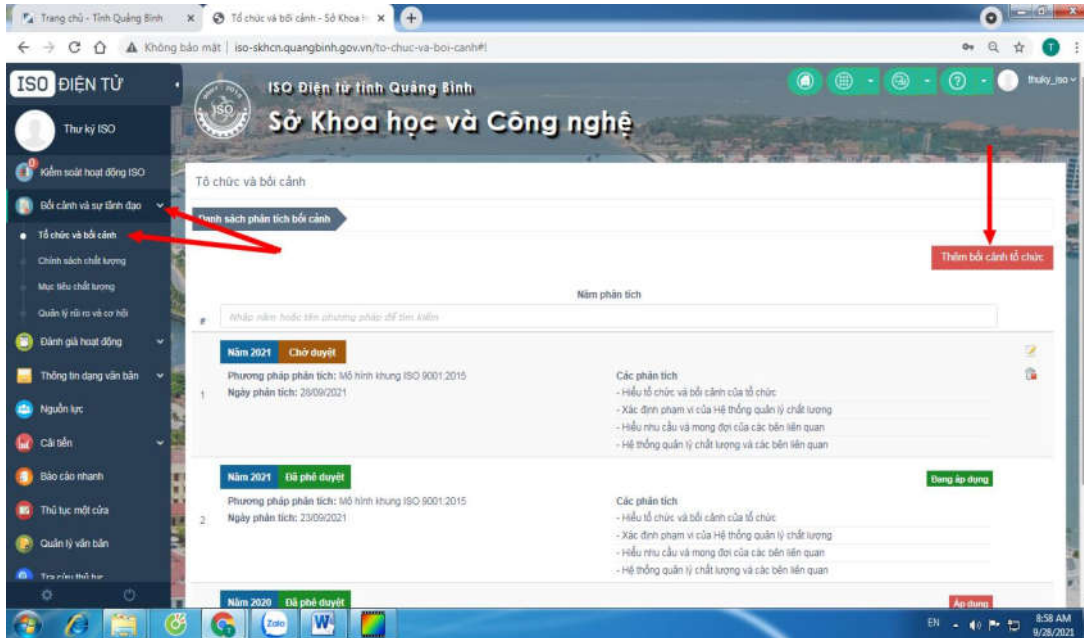 Trang chủ - Tỉnh Quảng Bình
Tổ chức và bối cảnh - Sở Khoa
Không bảo mật | iso-skhcn.quangbinh.gov.vn/to-chuc-va-boi-canh#!
T
ISO ĐIỆN TỬ
ISO Điện tử tỉnh Quảng Bình
Sở Khoa học và Công nghệ
thuky_iso
Thư ký ISO
Kiểm soát hoạt động ISO
Bối cảnh và sự lãnh đạo
Tổ chức và bối cảnh
Chính sách chất lượng
Mục tiêu chất lượng
Quản lý rủi ro và cơ hội
Đánh giá hoạt động
Thông tin dạng văn bản
Nguồn lực
Cải tiến
Báo cáo nhanh
Thủ tục một cửa
Quản lý văn bản
Tra cứu thủ tục
Tổ chức và bối cảnh
Danh sách phân tích bối cảnh
Thêm bối cảnh tổ chức
Năm phân tích
# Nhập năm hoặc tên phương pháp để tìm kiếm
Năm 2021 Chờ duyệt
1
Phương pháp phân tích: Mô hình khung ISO 9001:2015
Ngày phân tích: 28/09/2021
Các phân tích
- Hiểu tổ chức và bối cảnh của tổ chức
- Xác định phạm vi của Hệ thống quản lý chất lượng
- Hiểu nhu cầu và mong đợi của các bên liên quan
- Hệ thống quản lý chất lượng và các bên liên quan
Năm 2021 Đã phê duyệt
Đang áp dụng
2
Phương pháp phân tích: Mô hình khung ISO 9001:2015
Ngày phân tích: 23/09/2021
Các phân tích
- Hiểu tổ chức và bối cảnh của tổ chức
- Xác định phạm vi của Hệ thống quản lý chất lượng
- Hiểu nhu cầu và mong đợi của các bên liên quan
- Hệ thống quản lý chất lượng và các bên liên quan
Năm 2020 Đã phê duyệt
Áp dụng
Zalo
EN
8:58 AM
9/28/2021